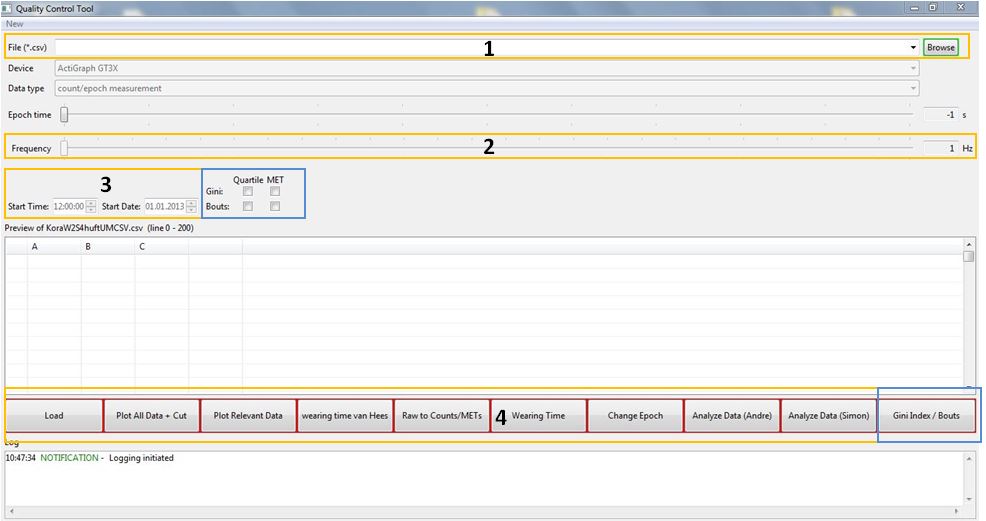 Quality Control Tool
New
File (*.csv) 1 Browse
Device ActiGraph GT3X
Data type count/epoch measurement
Epoch time -1 s
Frequency 2 1 Hz
3 Quartile MET
Gini:
Start Time: 12:00:00 Start Date: 01.01.2013 Bouts:
Preview of KoraW2S4huftUMCSV.csv (line 0 - 200)
A B C
Load Plot All Data + Cut Plot Relevant Data wearing time van Hees Raw to Counts/METs 4 Wearing Time Change Epoch Analyze Data (Andre) Analyze Data (Simon) Gini Index / Bouts
Log
10:47:34 NOTIFICATION - Logging initiated